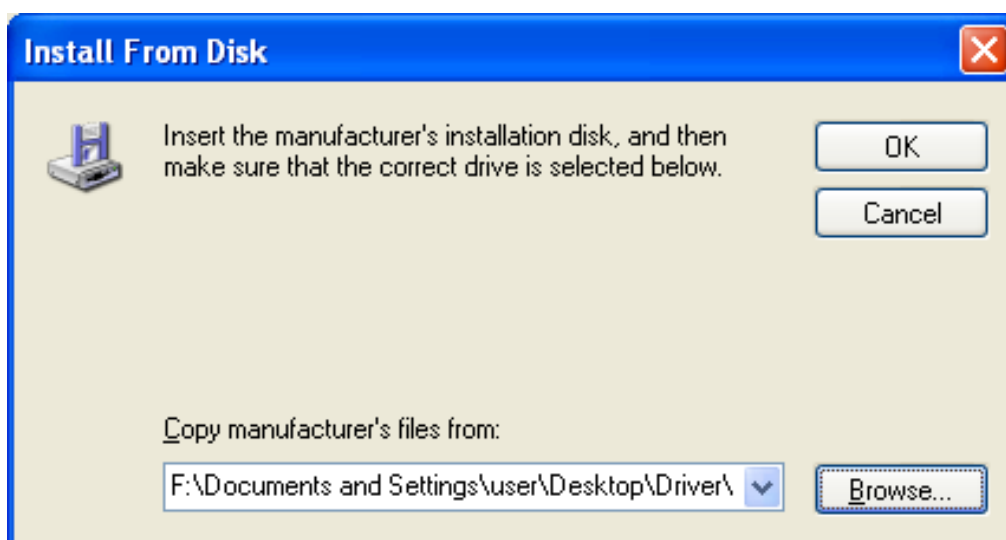 Install From Disk
Insert the manufacturer's installation disk, and then
make sure that the correct drive is selected below.
OK
Cancel
Copy manufacturer's files from:
F:\Documents and Settings\user\Desktop\Driver\
Browse...